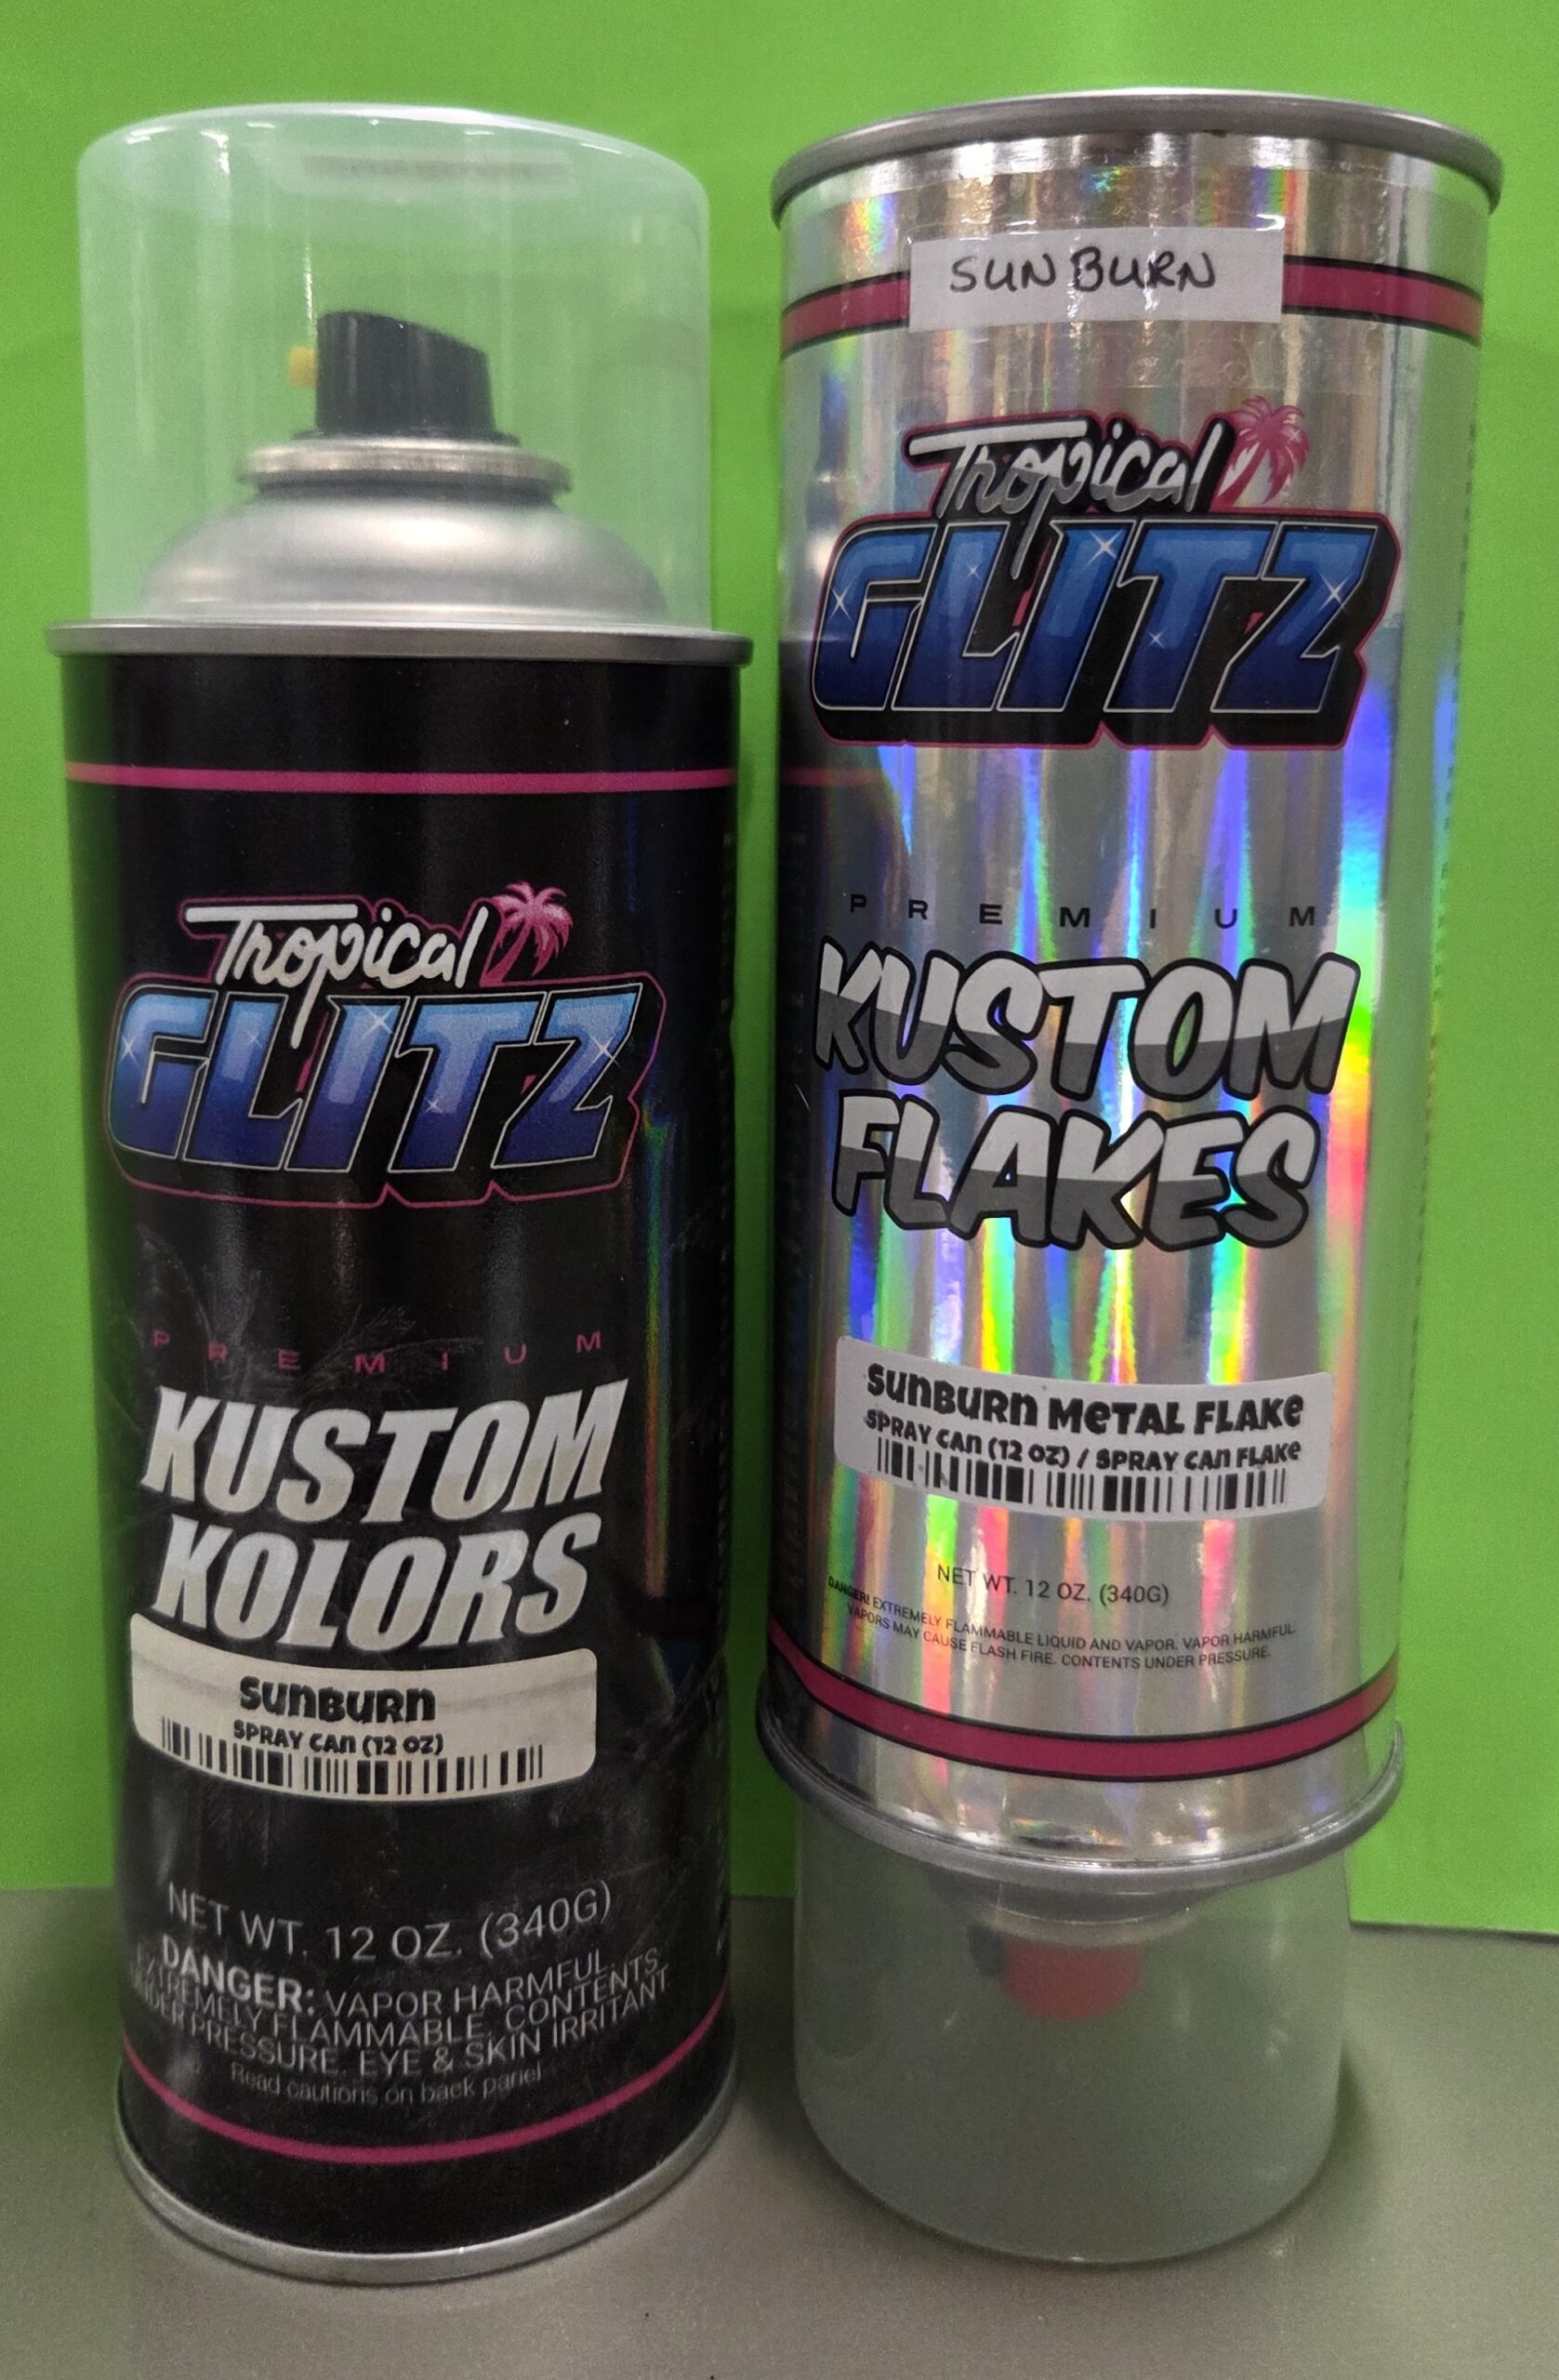 Tropical
GLITZ
PREMIUM
KUSTOM
KOLORS
SUNBURN
SPRAY CAN (12 OZ)
NET WT. 12 OZ. (340G)
DANGER: VAPOR HARMFUL.
EXTREMELY FLAMMABLE. CONTENTS
UNDER PRESSURE. EYE & SKIN IRRITANT.
Read cautions on back panel
SUN BURN
Tropical
GLITZ
PREMIUM
KUSTOM
FLAKES
SUNBURN METAL FLAKE
SPRAY CAN (12 OZ) / SPRAY CAN FLAKE
NET WT. 12 OZ. (340G)
DANGER! EXTREMELY FLAMMABLE LIQUID AND VAPOR. VAPOR HARMFUL.
VAPORS MAY CAUSE FLASH FIRE. CONTENTS UNDER PRESSURE.